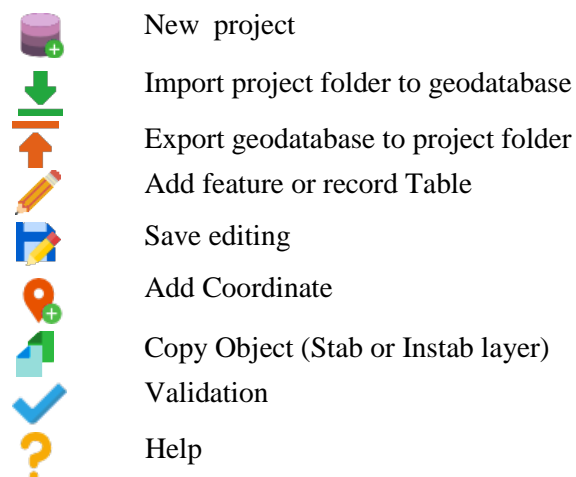 New project
Import project folder to geodatabase
Export geodatabase to project folder
Add feature or record Table
Save editing
Add Coordinate
Copy Object (Stab or Instab layer)
Validation
Help